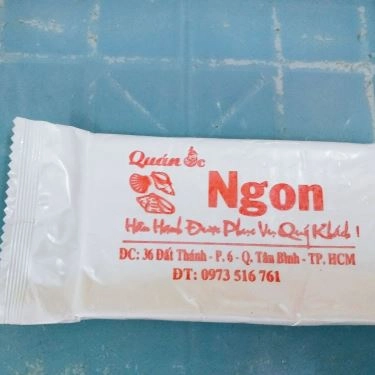 Quán Ốc
Ngon
Hân Hạnh Được Phục Vụ Quý Khách !
ĐC: 36 Đất Thánh - P. 6 - Q. Tân Bình - TP. HCM
ĐT: 0973 516 761